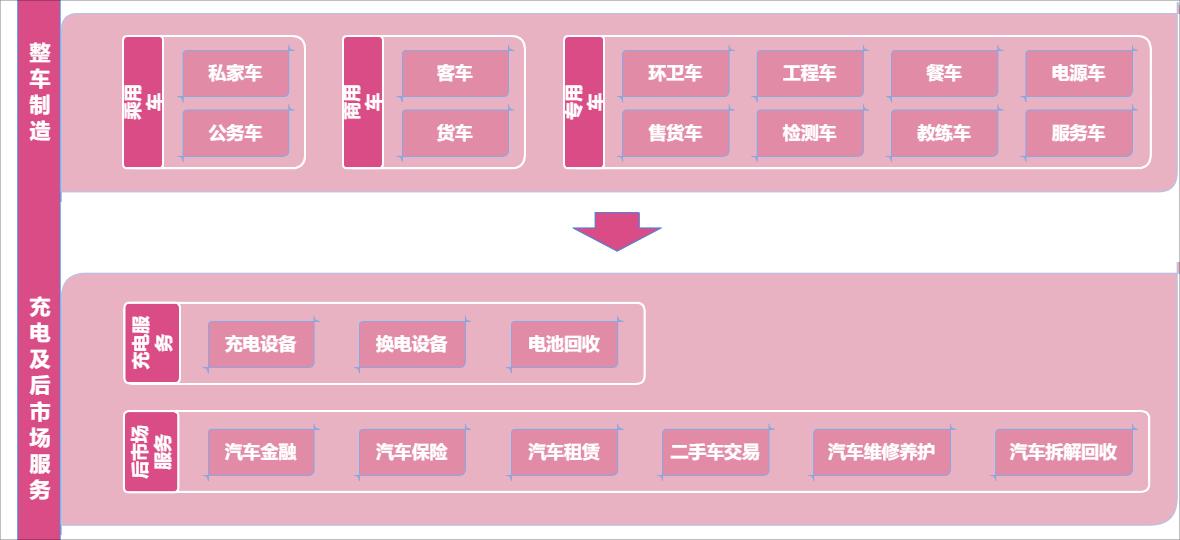 整车制造
乘用
车
私家车
公务车
商用
车
客车
货车
专用
车
环卫车
工程车
餐车
电源车
售货车
检测车
教练车
服务车
充电及后市场服务
充电服
务
充电设备
换电设备
电池回收
后市场
服务
汽车金融
汽车保险
汽车租赁
二手车交易
汽车维修养护
汽车拆解回收